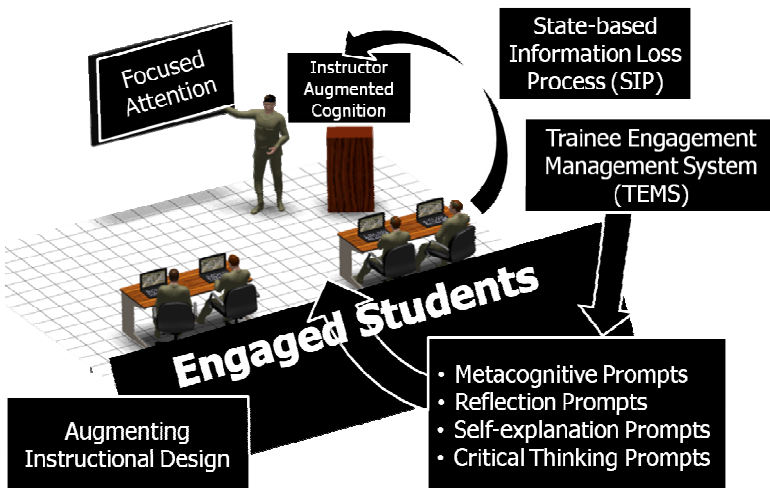 Focused
Attention
Instructor
Augmented
Cognition
State-based
Information Loss
Process (SIP)
Trainee Engagement
Management System
(TEMS)
Engaged Students
• Metacognitive Prompts
• Reflection Prompts
• Self-explanation Prompts
• Critical Thinking Prompts
Augmenting
Instructional Design